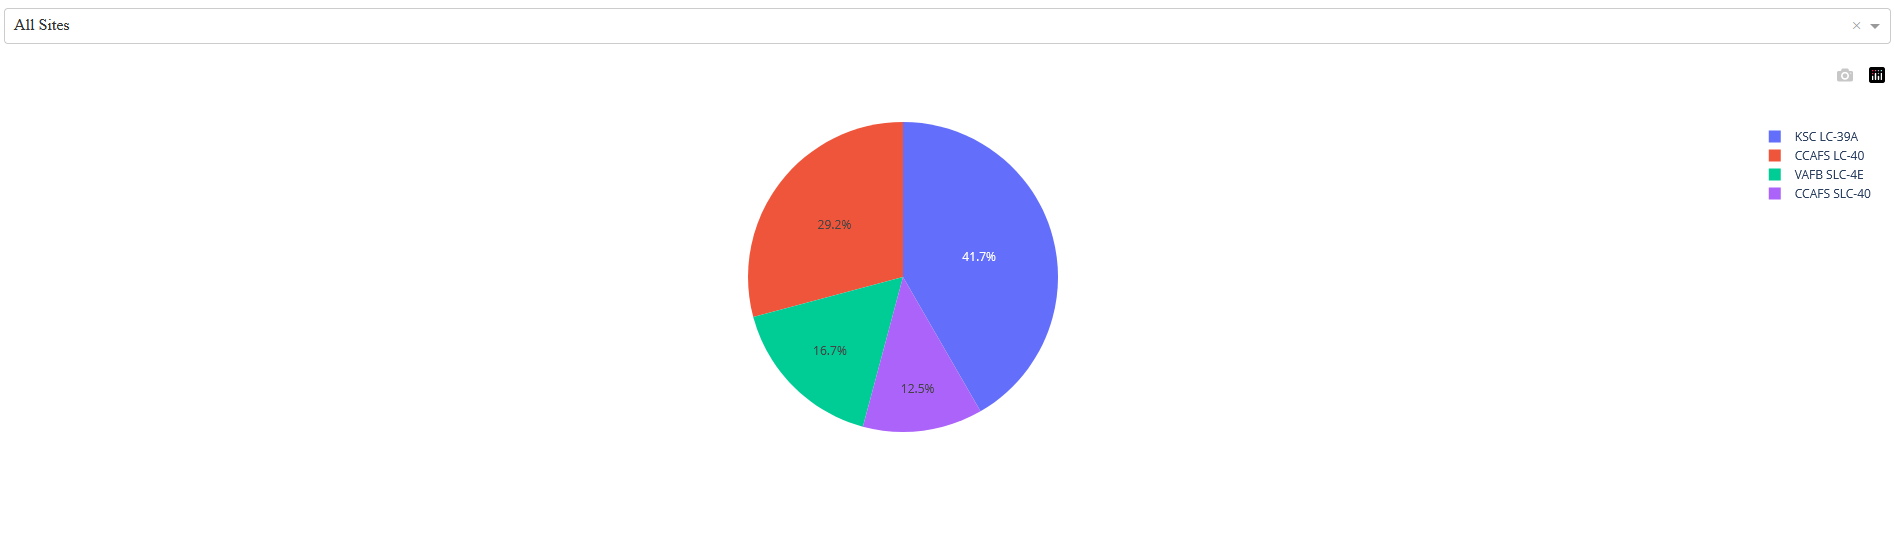 All Sites
KSC LC-39A
CCAFS LC-40
VAFB SLC-4E
CCAFS SLC-40
29.2%
41.7%
16.7%
12.5%